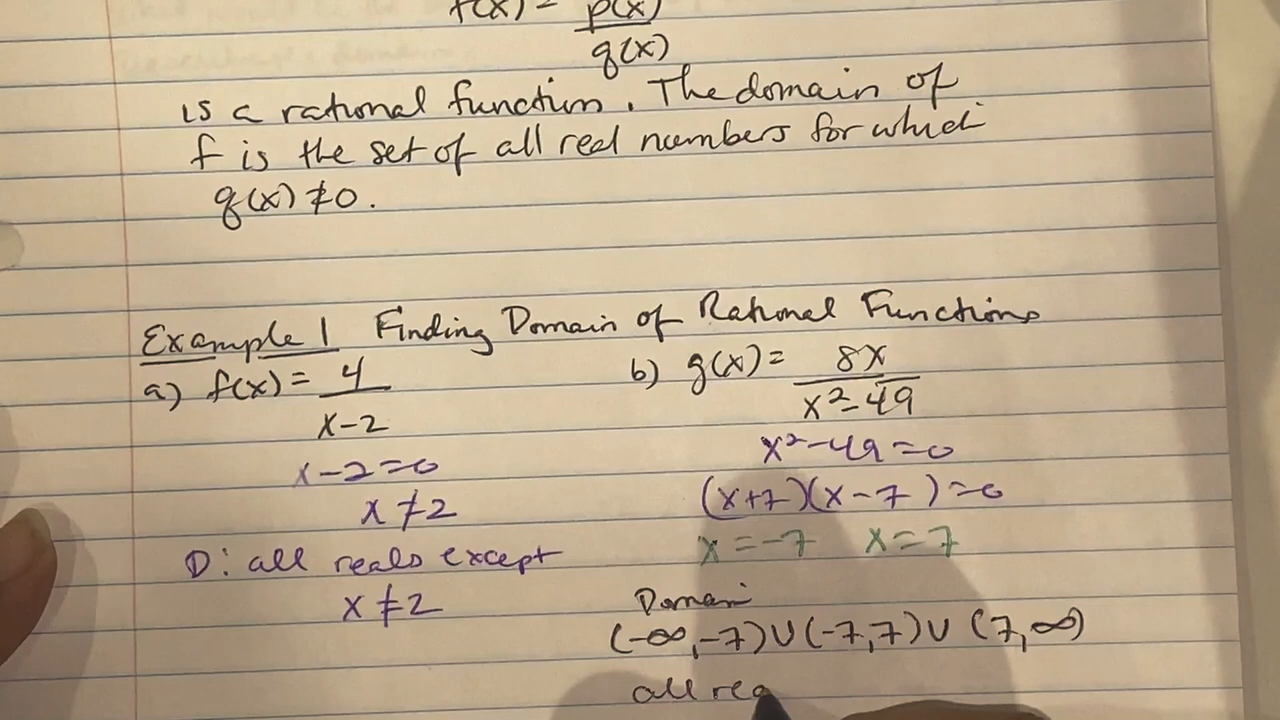 f(x) = p(x)
q(x)
is a rational function. The domain of
f is the set of all real numbers for which
q(x) ≠ 0.
Example 1 Finding Domain of Rational Functions
a) f(x) = 4
x-2
x-2=0
x ≠ 2
D: all reals except
x ≠ 2
b) g(x) = 8x
x²-49
x²-49=0
(x+7)(x-7)=0
x=-7 x=7
Domain
(-∞,-7)∪(-7,7)∪(7,∞)
all rea